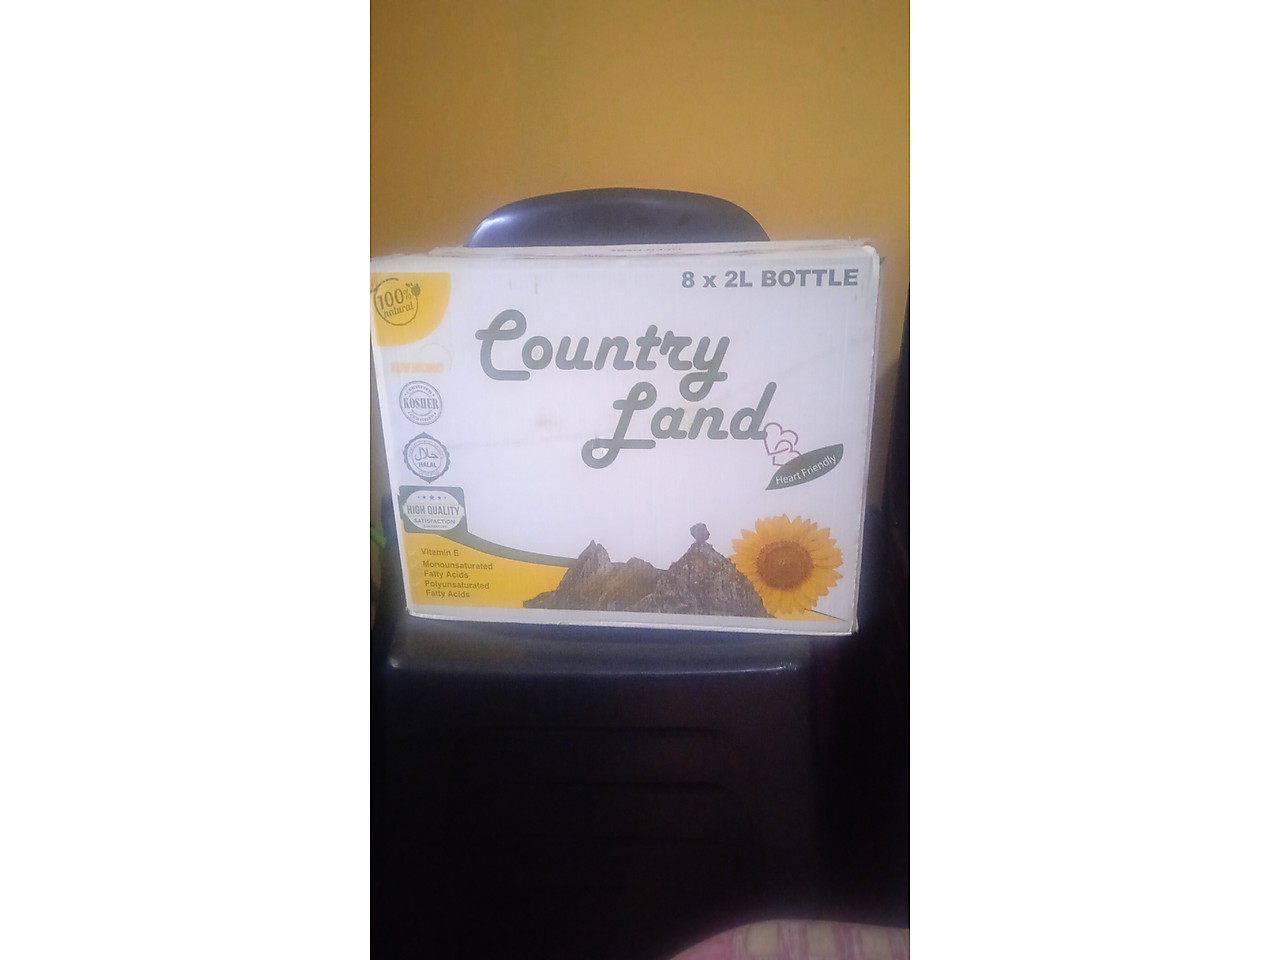 8 x 2L BOTTLE
100%
natural
Country
Land
KOSHER
حلال
HALAL
Heart Friendly
HIGH QUALITY
SATISFACTION
Vitamin E
Monounsaturated
Fatty Acids
Polyunsaturated
Fatty Acids